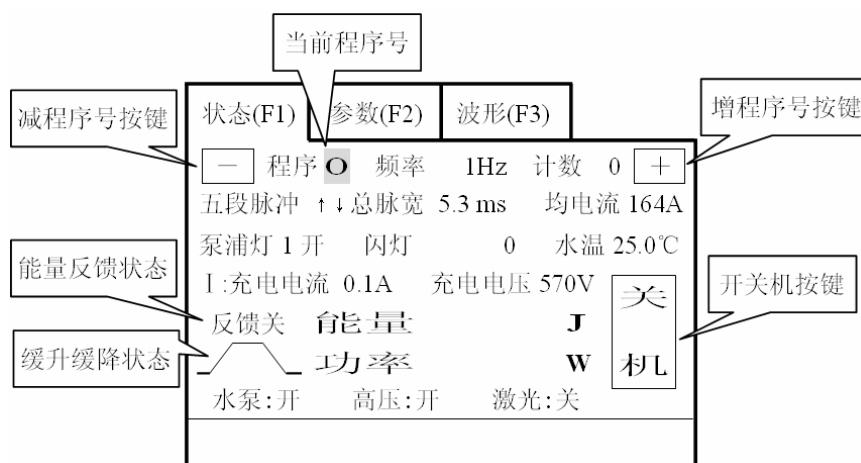 当前程序号
减程序号按键
状态(F1) 参数(F2) 波形(F3)
增程序号按键
－ 程序 O 频率 1Hz 计数 0 ＋
五段脉冲 ↑↓总脉宽 5.3 ms 均电流 164A
泵浦灯 1 开 闪灯 0 水温 25.0℃
能量反馈状态
I:充电电流 0.1A 充电电压 570V
关机
开关机按键
反馈关 能量 J
缓升缓降状态
功率 W
水泵:开 高压:开 激光:关